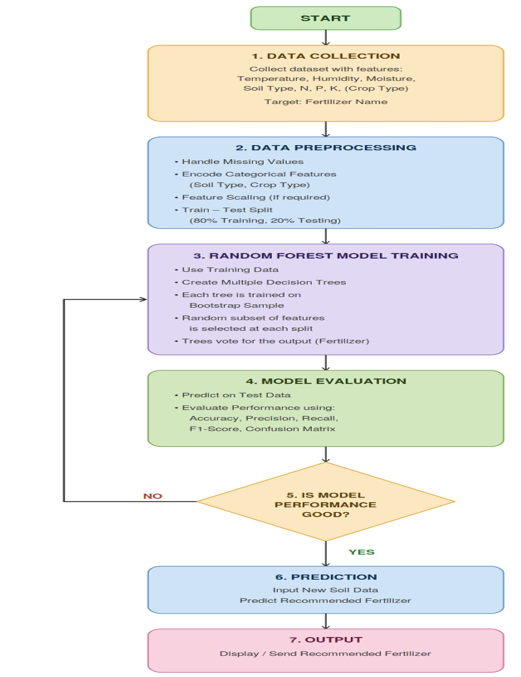 START
1. DATA COLLECTION
Collect dataset with features:
Temperature, Humidity, Moisture,
Soil Type, N, P, K, (Crop Type)
Target: Fertilizer Name
2. DATA PREPROCESSING
• Handle Missing Values
• Encode Categorical Features
(Soil Type, Crop Type)
• Feature Scaling (if required)
• Train – Test Split
(80% Training, 20% Testing)
3. RANDOM FOREST MODEL TRAINING
• Use Training Data
• Create Multiple Decision Trees
• Each tree is trained on
Bootstrap Sample
• Random subset of features
is selected at each split
• Trees vote for the output (Fertilizer)
4. MODEL EVALUATION
• Predict on Test Data
• Evaluate Performance using:
Accuracy, Precision, Recall,
F1-Score, Confusion Matrix
5. IS MODEL
PERFORMANCE
GOOD?
NO
YES
6. PREDICTION
Input New Soil Data
Predict Recommended Fertilizer
7. OUTPUT
Display / Send Recommended Fertilizer